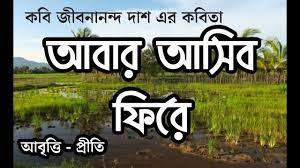 কবি জীবনানন্দ দাশ এর কবিতা
আবার আসিব
ফিরে
আবৃত্তি - প্রীতি